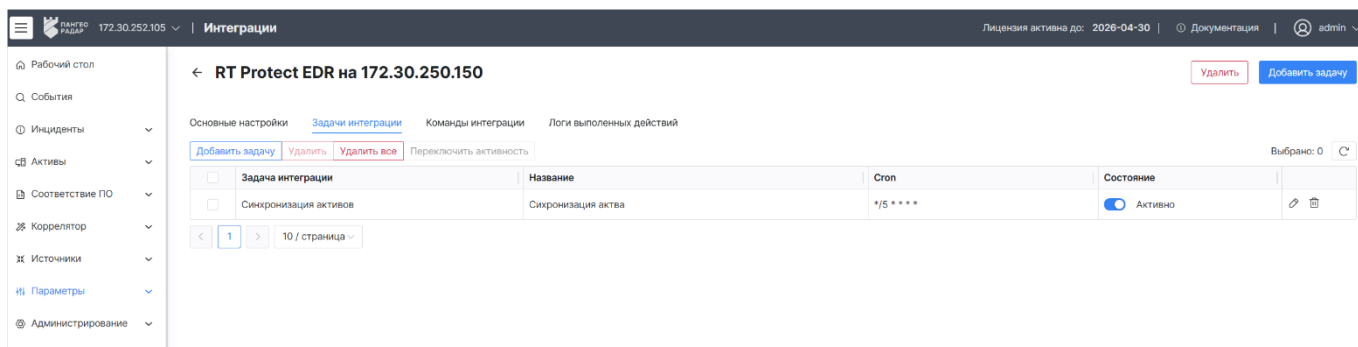 ПАНГЕО РАДАР 172.30.252.105 | Интеграции Лицензия активна до: 2026-04-30 | Документация | admin
Рабочий стол
События
Инциденты
Активы
Соответствие ПО
Коррелятор
Источники
Параметры
Администрирование
← RT Protect EDR на 172.30.250.150 Удалить Добавить задачу
Основные настройки Задачи интеграции Команды интеграции Логи выполенных действий
Добавить задачу Удалить Удалить все Переключить активность Выбрано: 0
Задача интеграции Название Cron Состояние
Синхронизация активов Сихронизация актва */5 * * * * Активно
< 1 > 10 / страница